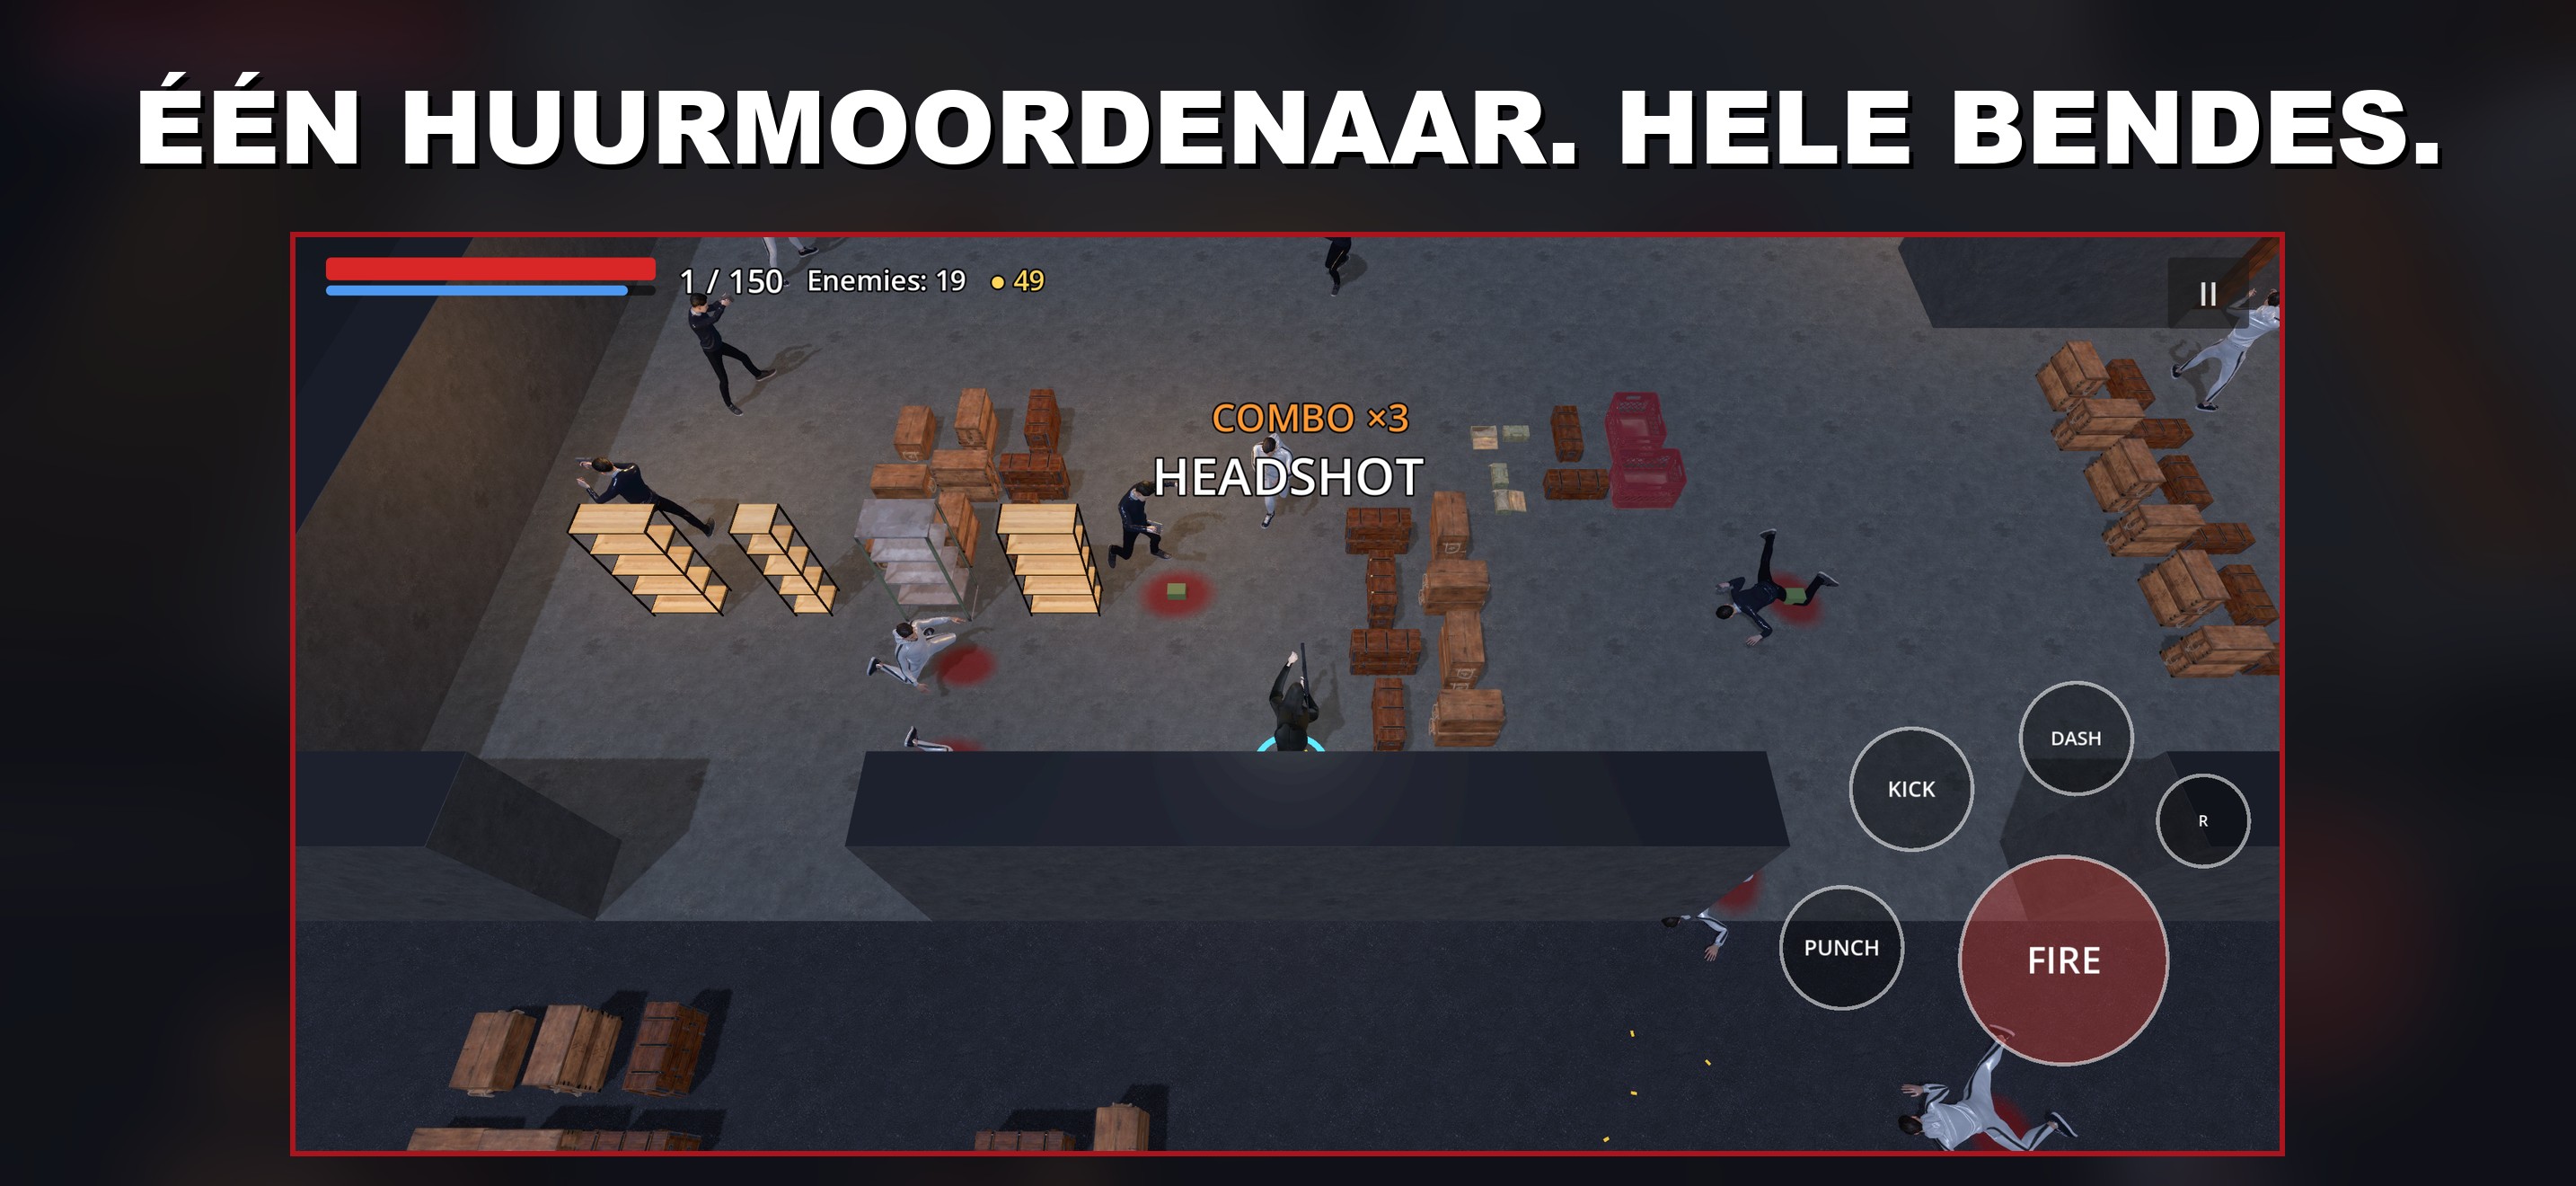 ÉÉN HUURMOORDENAAR. HELE BENDES.
1 / 150 Enemies: 19 49
COMBO ×3
HEADSHOT
DASH
KICK
R
PUNCH
FIRE